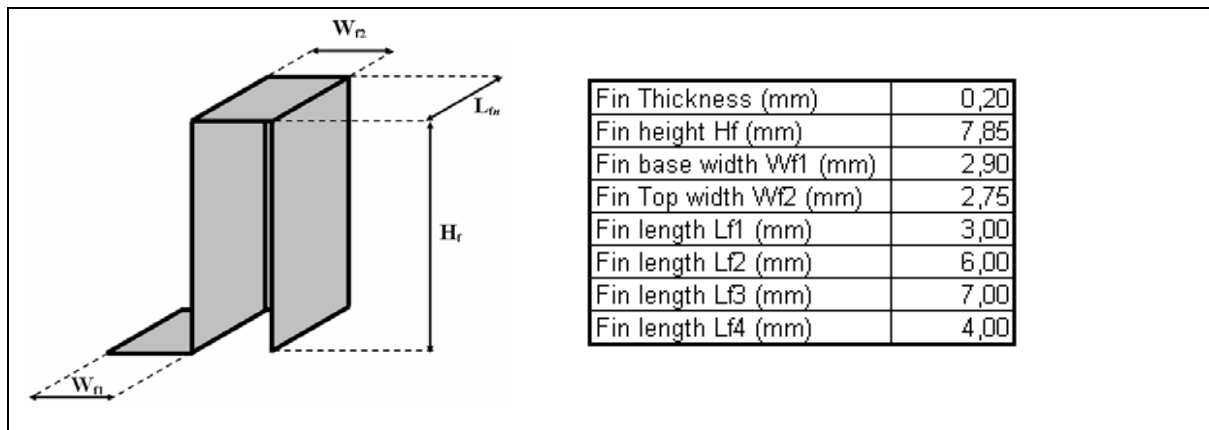 Wf2
Lfn
Hf
Wf1
Fin Thickness (mm) 0,20
Fin height Hf (mm) 7,85
Fin base width Wf1 (mm) 2,90
Fin Top width Wf2 (mm) 2,75
Fin length Lf1 (mm) 3,00
Fin length Lf2 (mm) 6,00
Fin length Lf3 (mm) 7,00
Fin length Lf4 (mm) 4,00